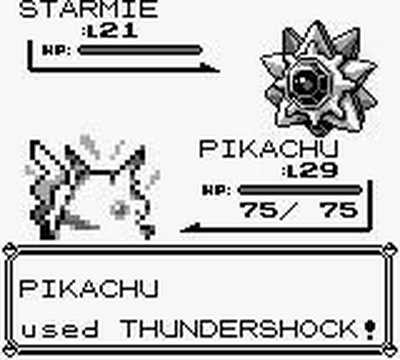 STARMIE
:L21
HP:
PIKACHU
:L29
HP:
75/ 75
PIKACHU
used THUNDERSHOCK!